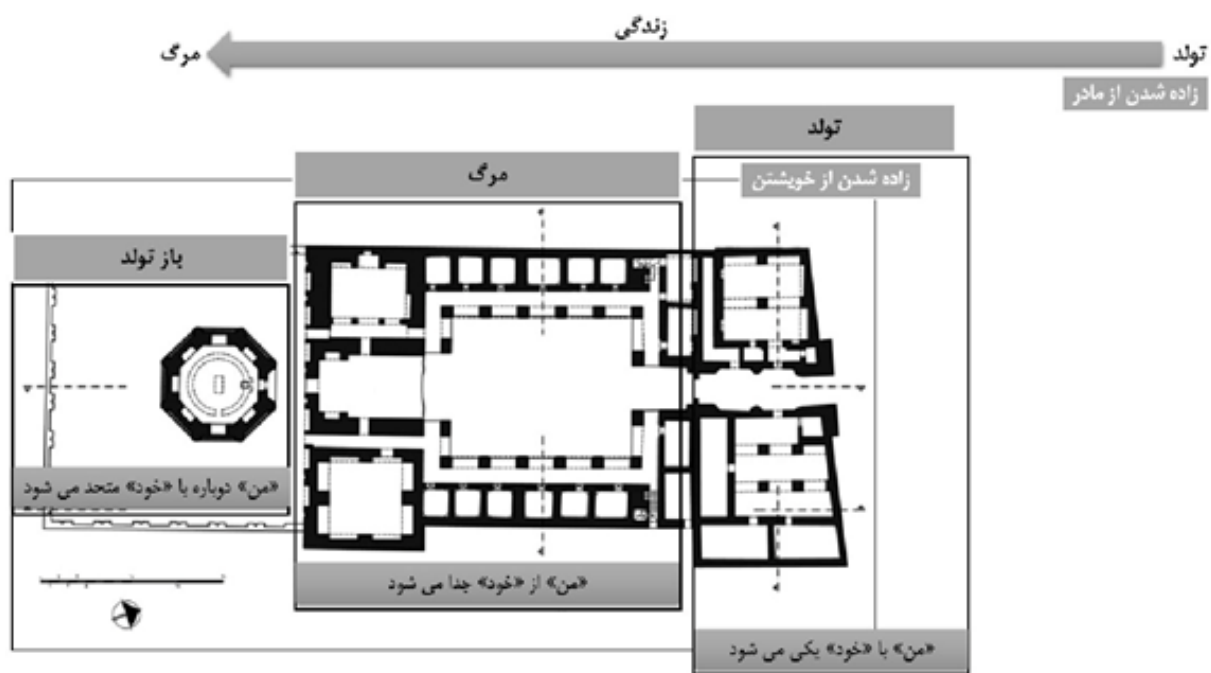 زندگی
تولد
مرگ
زاده شدن از مادر
تولد
زاده شدن از خویشتن
مرگ
باز تولد
«من» دوباره با «خود» متحد می شود
«من» از «خود» جدا می شود
«من» با «خود» یکی می شود